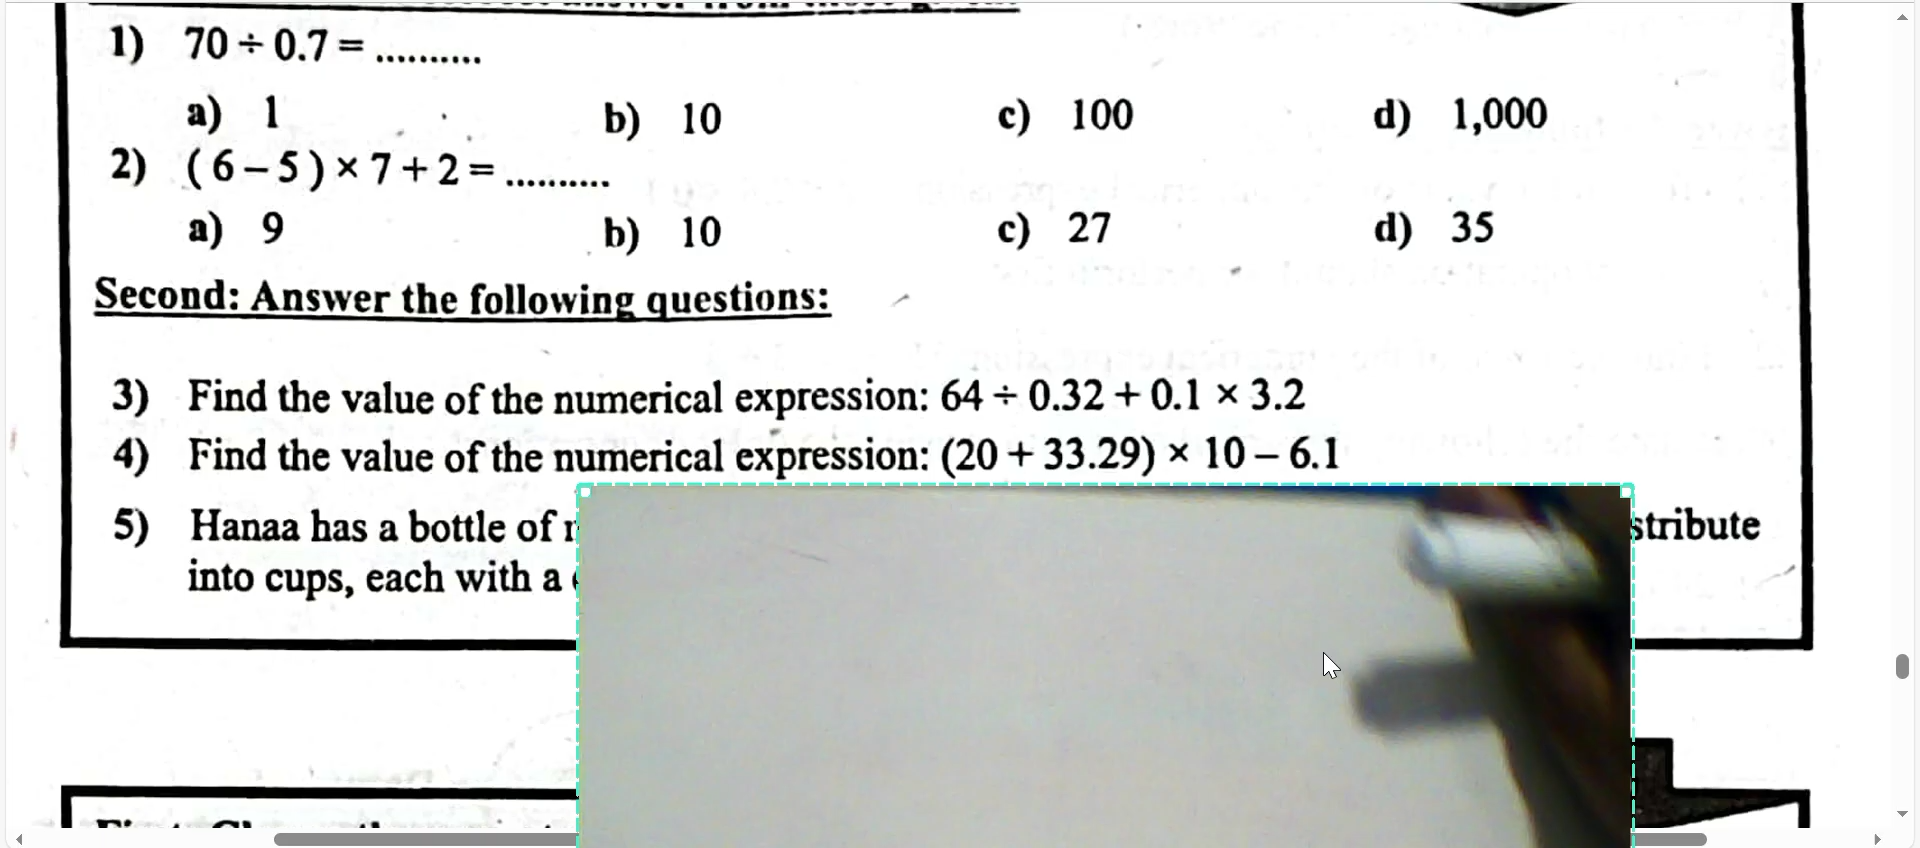 1) 70 ÷ 0.7 = ..........
a) 1 b) 10 c) 100 d) 1,000
2) ( 6 – 5 ) × 7 + 2 = ..........
a) 9 b) 10 c) 27 d) 35
Second: Answer the following questions:
3) Find the value of the numerical expression: 64 ÷ 0.32 + 0.1 × 3.2
4) Find the value of the numerical expression: (20 + 33.29) × 10 – 6.1
5) Hanaa has a bottle of stribute
into cups, each with a